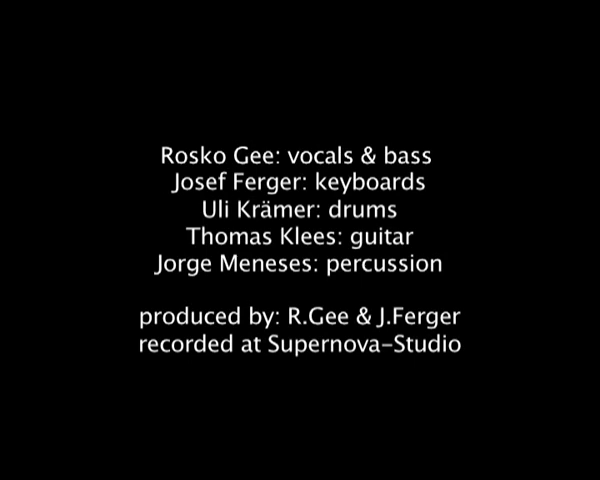 Rosko Gee: vocals & bass
Josef Ferger: keyboards
Uli Krämer: drums
Thomas Klees: guitar
Jorge Meneses: percussion
produced by: R.Gee & J.Ferger
recorded at Supernova-Studio